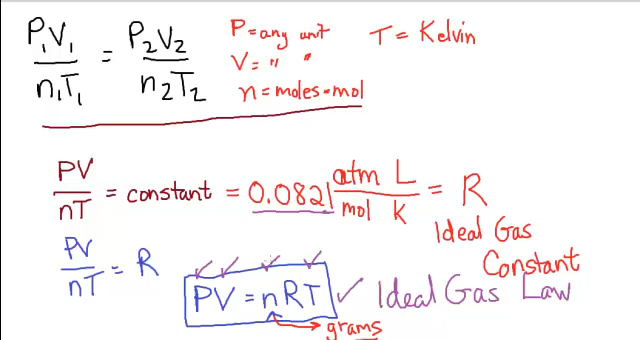 P₁V₁/n₁T₁ = P₂V₂/n₂T₂
P = any unit
T = Kelvin
V = " "
n = moles = mol
PV/nT = constant = 0.0821 atm L/mol K = R
Ideal Gas
Constant
PV/nT = R
PV = nRT ✓ Ideal Gas Law
→ grams